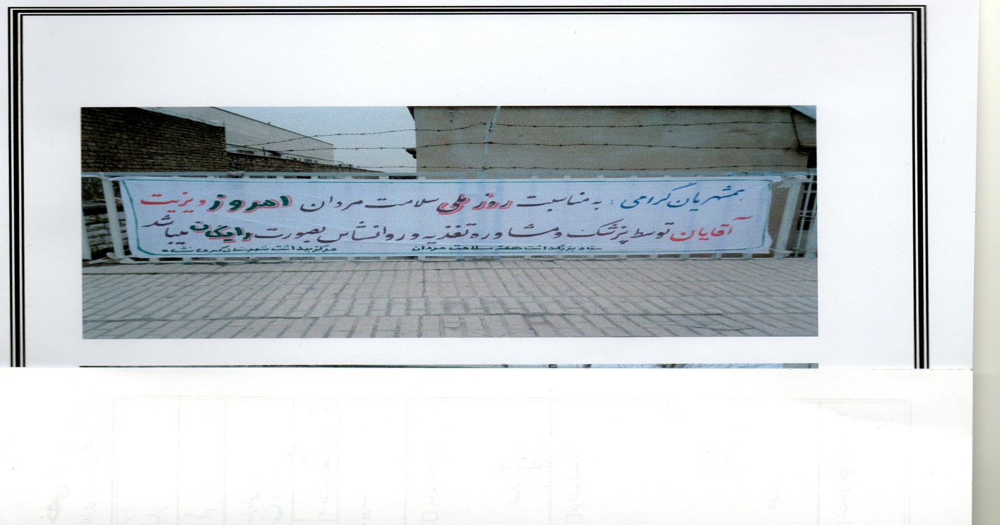 همشهریان گرامی : به مناسبت روز ملی سلامت مردان امروز ویزیت
آقایان توسط پزشک و مشاوره تغذیه و روانشناس بصورت رایگان میباشد
ستاد بزرگداشت هفته سلامت مردان مرکز بهداشت شهرستان کرمانشاه